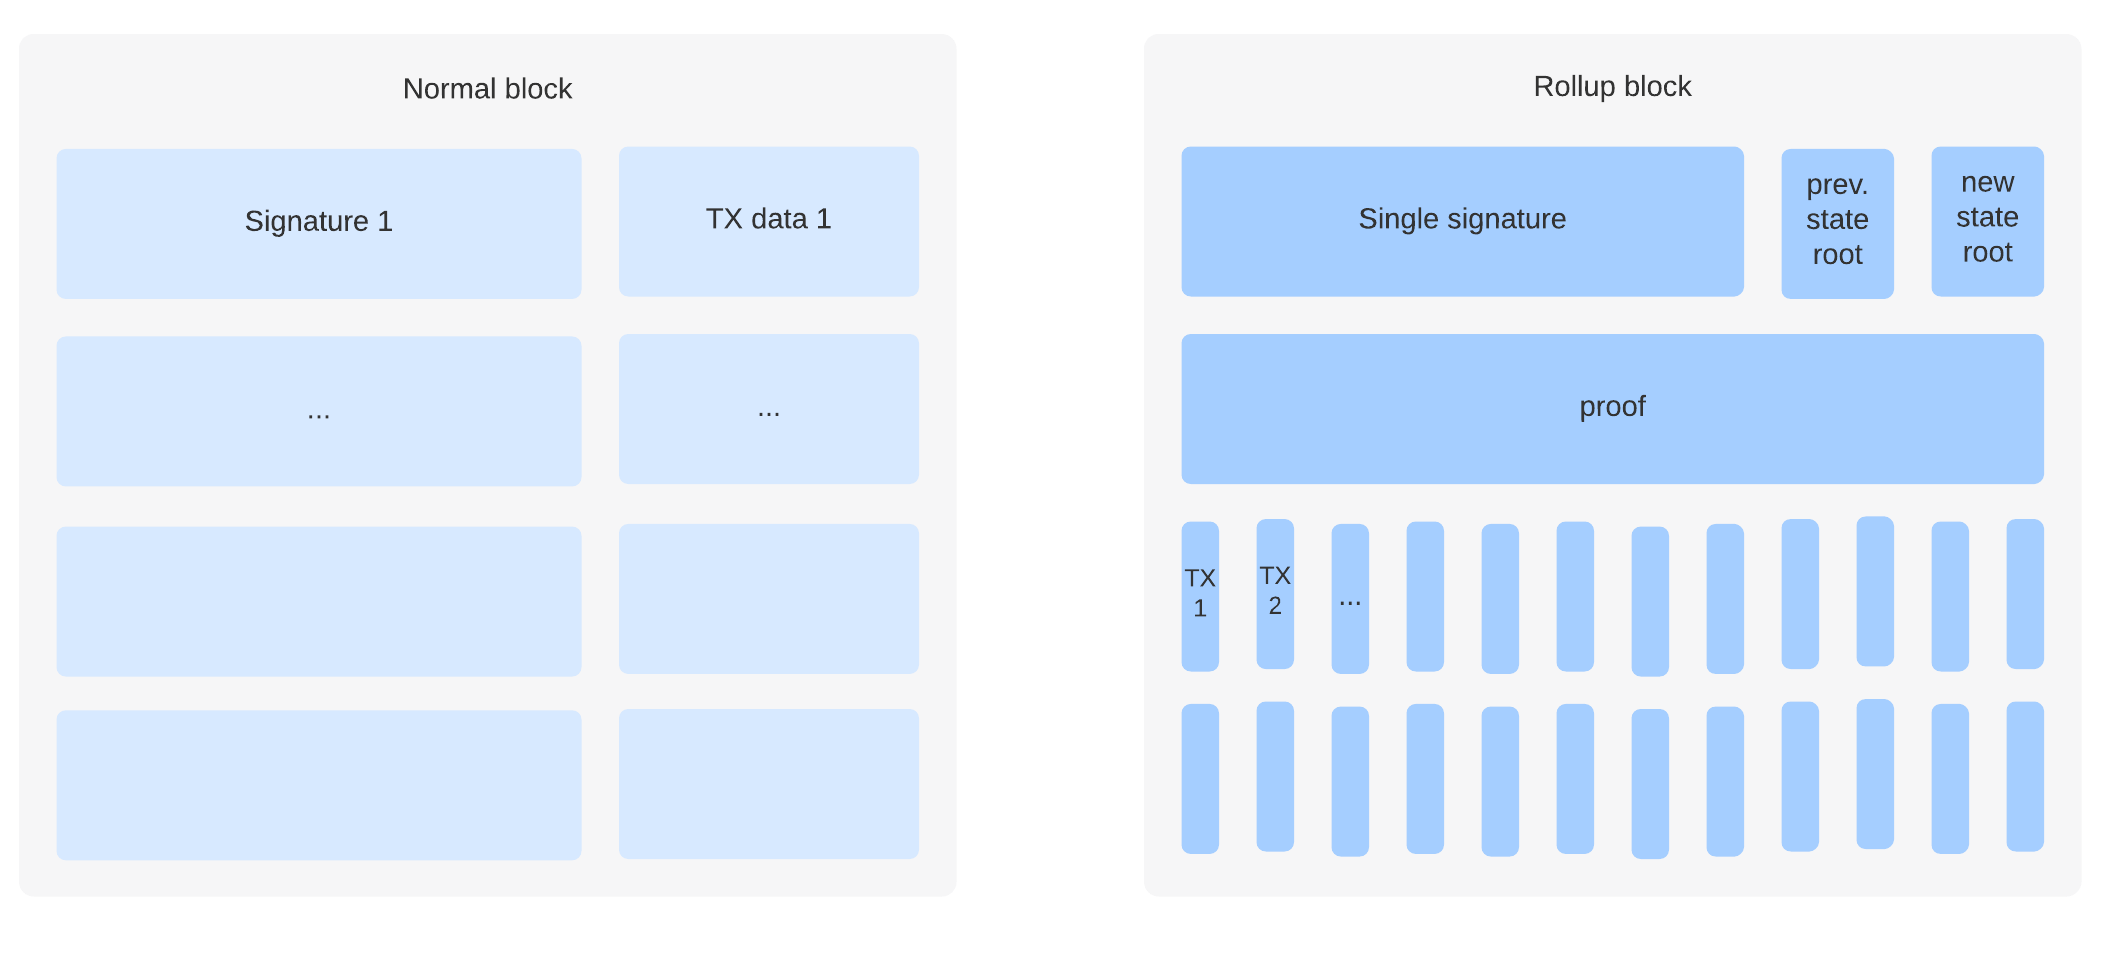 Normal block
Signature 1
TX data 1
...
...
Rollup block
Single signature
prev.
state
root
new
state
root
proof
TX
1
TX
2
...